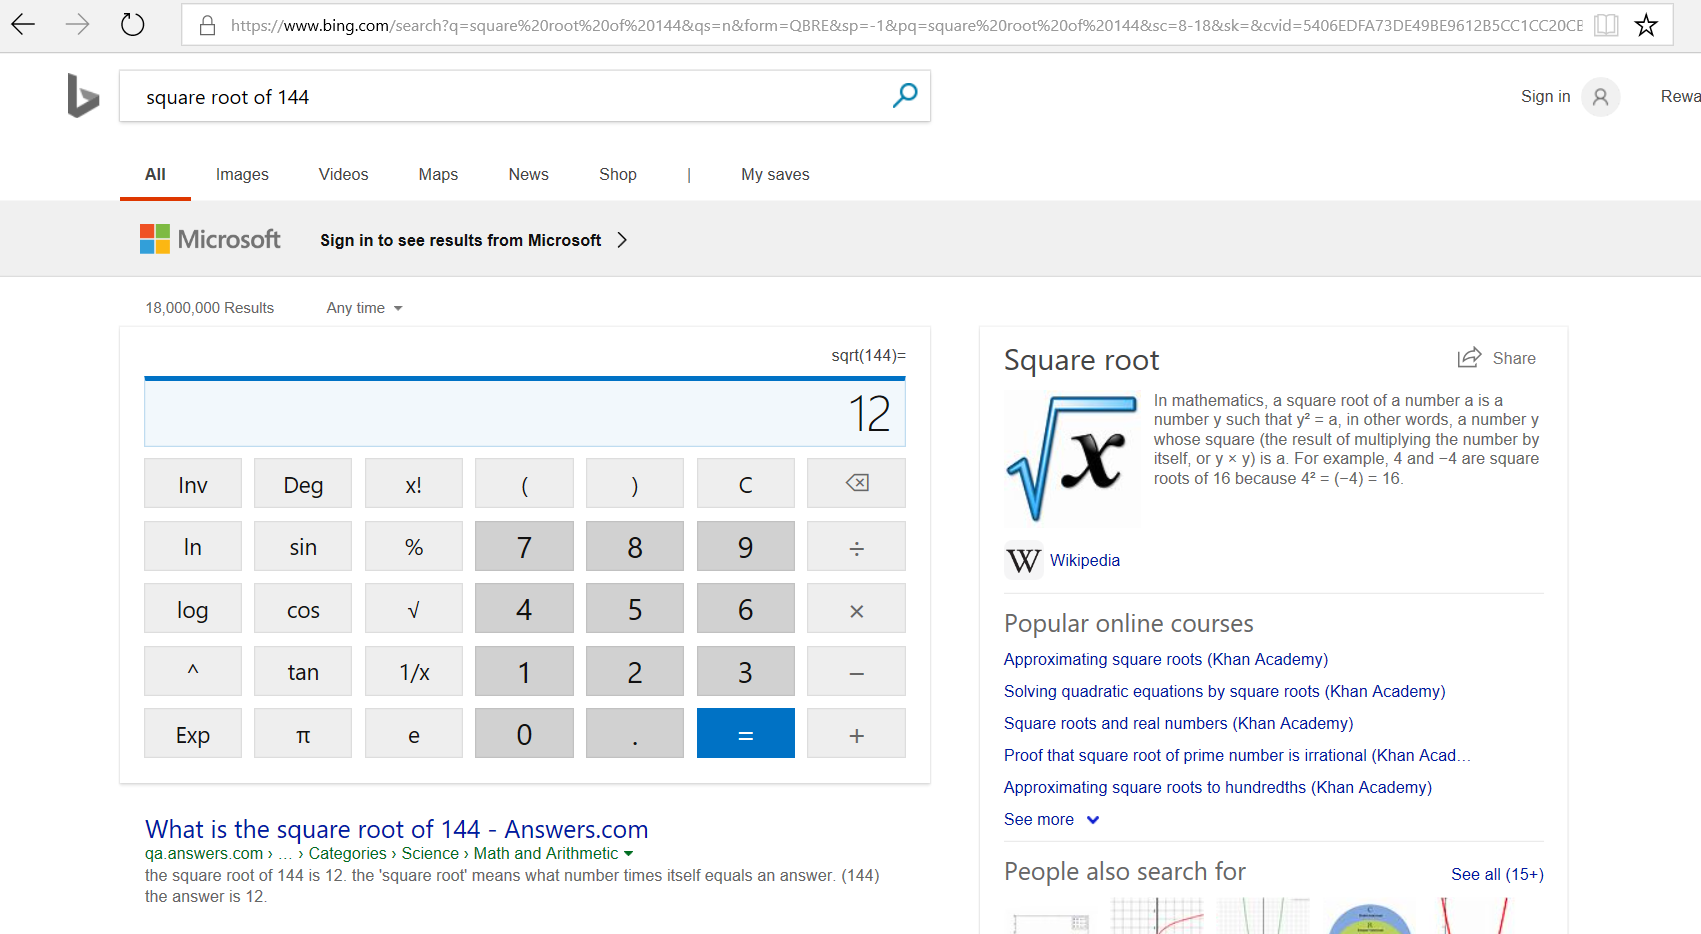 https://www.bing.com/search?q=square%20root%20of%20144&qs=n&form=QBRE&sp=-1&pq=square%20root%20of%20144&sc=8-18&sk=&cvid=5406EDFA73DE49BE9612B5CC1CC20CE
square root of 144
Sign in
Rewa
All Images Videos Maps News Shop | My saves
Microsoft Sign in to see results from Microsoft
18,000,000 Results Any time
sqrt(144)=
12
Inv Deg x! ( ) C
ln sin % 7 8 9 ÷
log cos √ 4 5 6 ×
^ tan 1/x 1 2 3 −
Exp π e 0 . = +
What is the square root of 144 - Answers.com
qa.answers.com › ... › Categories › Science › Math and Arithmetic
the square root of 144 is 12. the 'square root' means what number times itself equals an answer. (144)
the answer is 12.
Square root
Share
√x
In mathematics, a square root of a number a is a
number y such that y² = a, in other words, a number y
whose square (the result of multiplying the number by
itself, or y × y) is a. For example, 4 and −4 are square
roots of 16 because 4² = (−4) = 16.
W Wikipedia
Popular online courses
Approximating square roots (Khan Academy)
Solving quadratic equations by square roots (Khan Academy)
Square roots and real numbers (Khan Academy)
Proof that square root of prime number is irrational (Khan Acad...
Approximating square roots to hundredths (Khan Academy)
See more
People also search for
See all (15+)